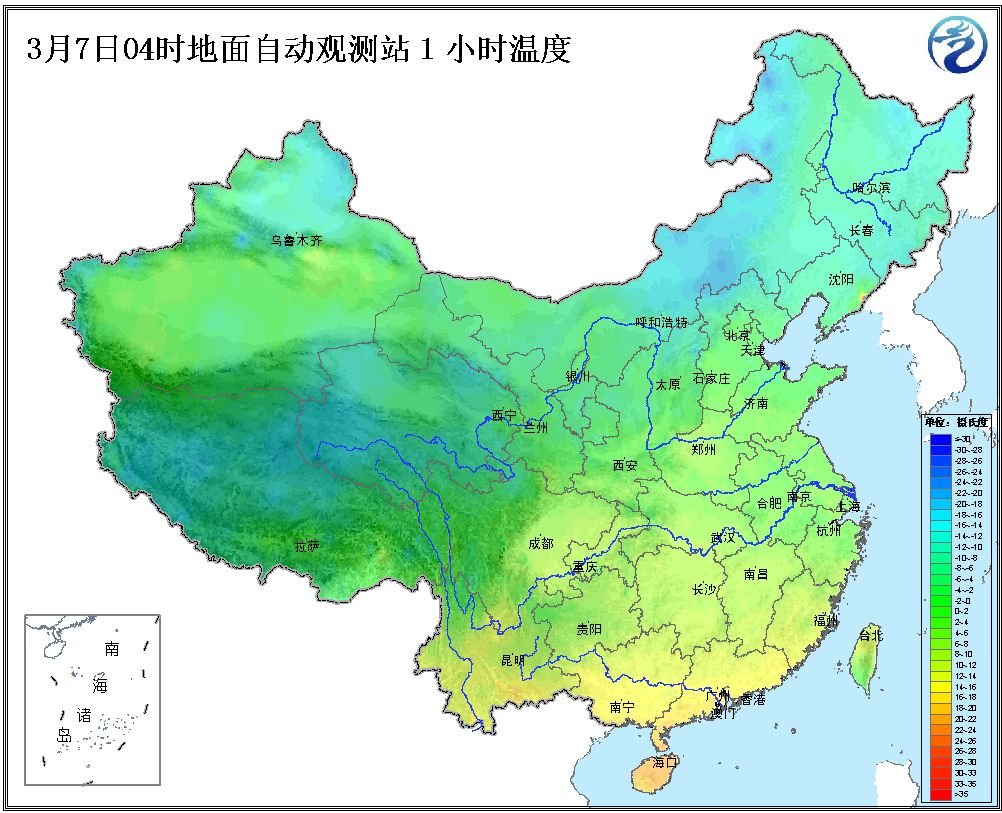 3月7日04时地面自动观测站1小时温度
哈尔滨
长春
乌鲁木齐
沈阳
呼和浩特
北京
天津
银川
太原
石家庄
济南
西宁
兰州
郑州
西安
合肥
南京
上海
杭州
拉萨
成都
武汉
重庆
南昌
长沙
福州
贵阳
台北
昆明
南宁
广州
香港
澳门
海口
南
海
诸
岛
单位: 摄氏度
≤-30
-30~-28
-28~-26
-26~-24
-24~-22
-22~-20
-20~-18
-18~-16
-16~-14
-14~-12
-12~-10
-10~-8
-8~-6
-6~-4
-4~-2
-2~0
0~2
2~4
4~6
6~8
8~10
10~12
12~14
14~16
16~18
18~20
20~22
22~24
24~26
26~28
28~30
30~33
33~35
>35